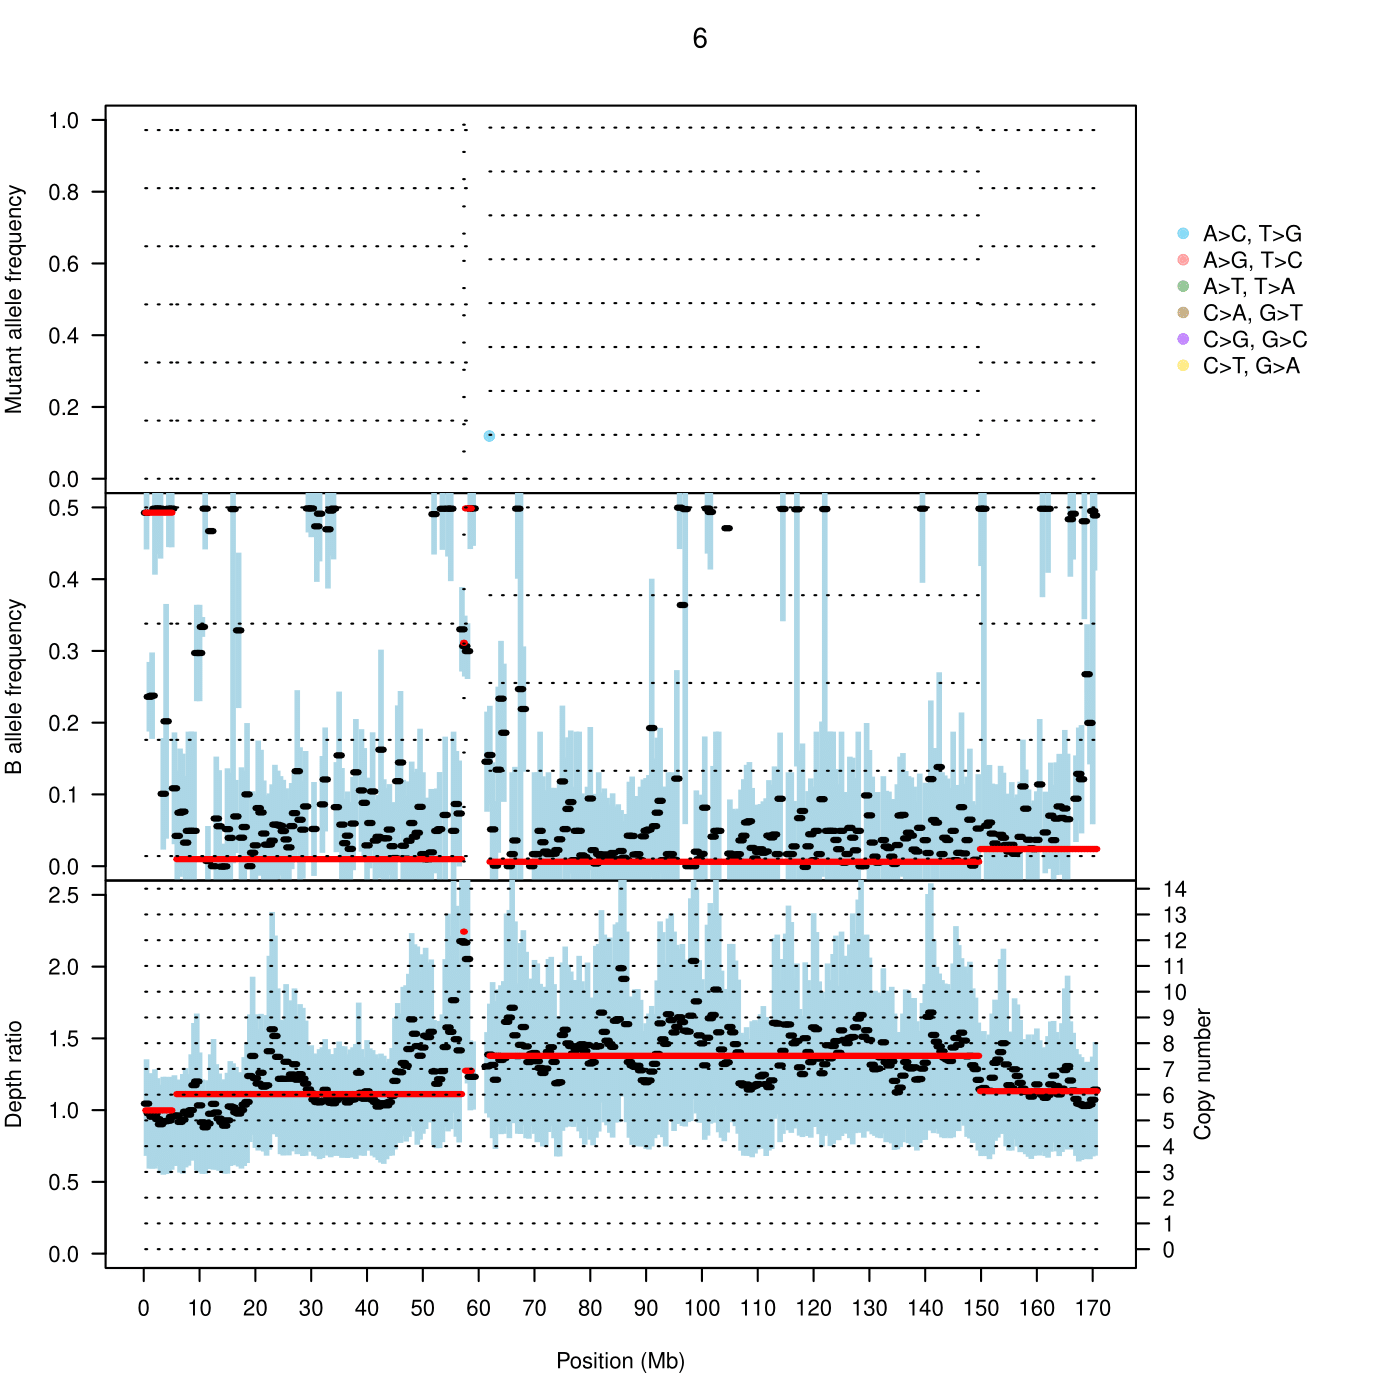 6
Mutant allele frequency
1.0
0.8
0.6
0.4
0.2
0.0
A>C, T>G
A>G, T>C
A>T, T>A
C>A, G>T
C>G, G>C
C>T, G>A
B allele frequency
0.5
0.4
0.3
0.2
0.1
0.0
Depth ratio
2.5
2.0
1.5
1.0
0.5
0.0
14
13
12
11
10
9
8
7
6
5
4
3
2
1
0
Copy number
0 10 20 30 40 50 60 70 80 90 100 110 120 130 140 150 160 170
Position (Mb)